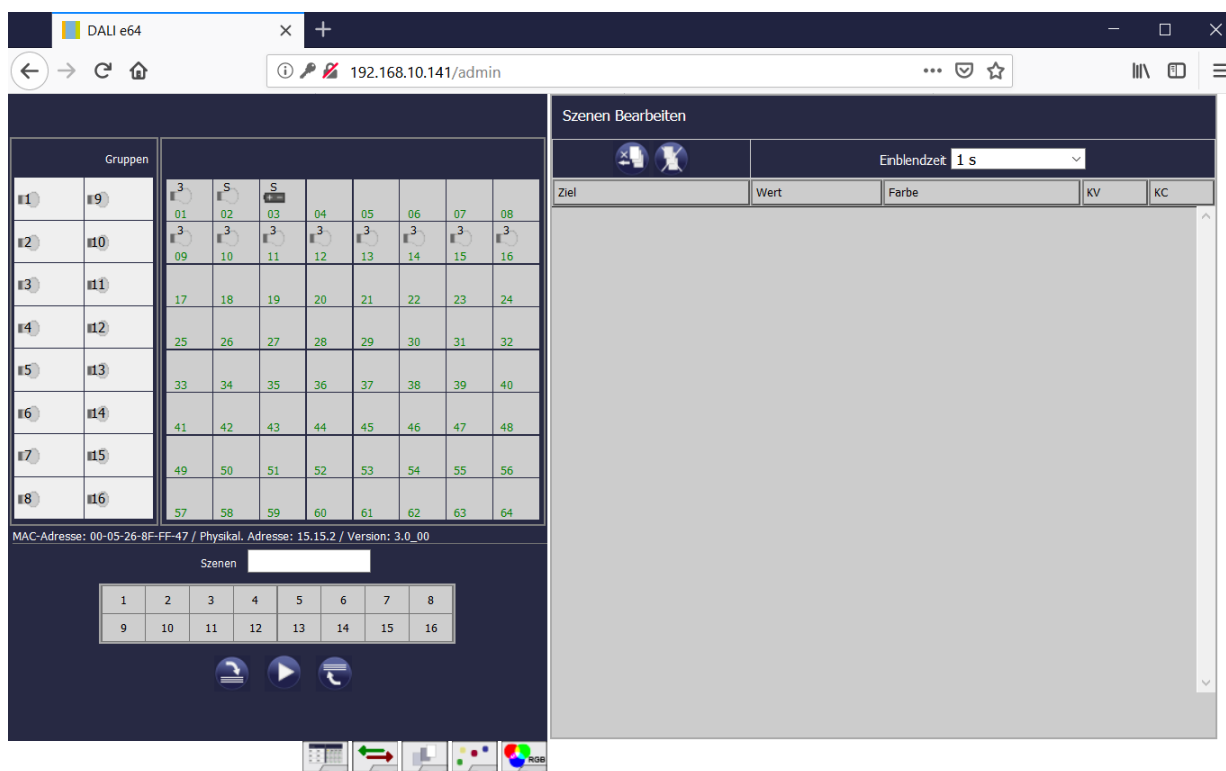 DALI e64
192.168.10.141/admin
Szenen Bearbeiten
Gruppen
Einblendzeit 1 s
Ziel Wert Farbe KV KC
1 9
2 10
3 11
4 12
5 13
6 14
7 15
8 16
3 S S
01 02 03 04 05 06 07 08
3 3 3 3 3 3 3 3
09 10 11 12 13 14 15 16
17 18 19 20 21 22 23 24
25 26 27 28 29 30 31 32
33 34 35 36 37 38 39 40
41 42 43 44 45 46 47 48
49 50 51 52 53 54 55 56
57 58 59 60 61 62 63 64
MAC-Adresse: 00-05-26-8F-FF-47 / Physikal. Adresse: 15.15.2 / Version: 3.0_00
Szenen
1 2 3 4 5 6 7 8
9 10 11 12 13 14 15 16
RGB